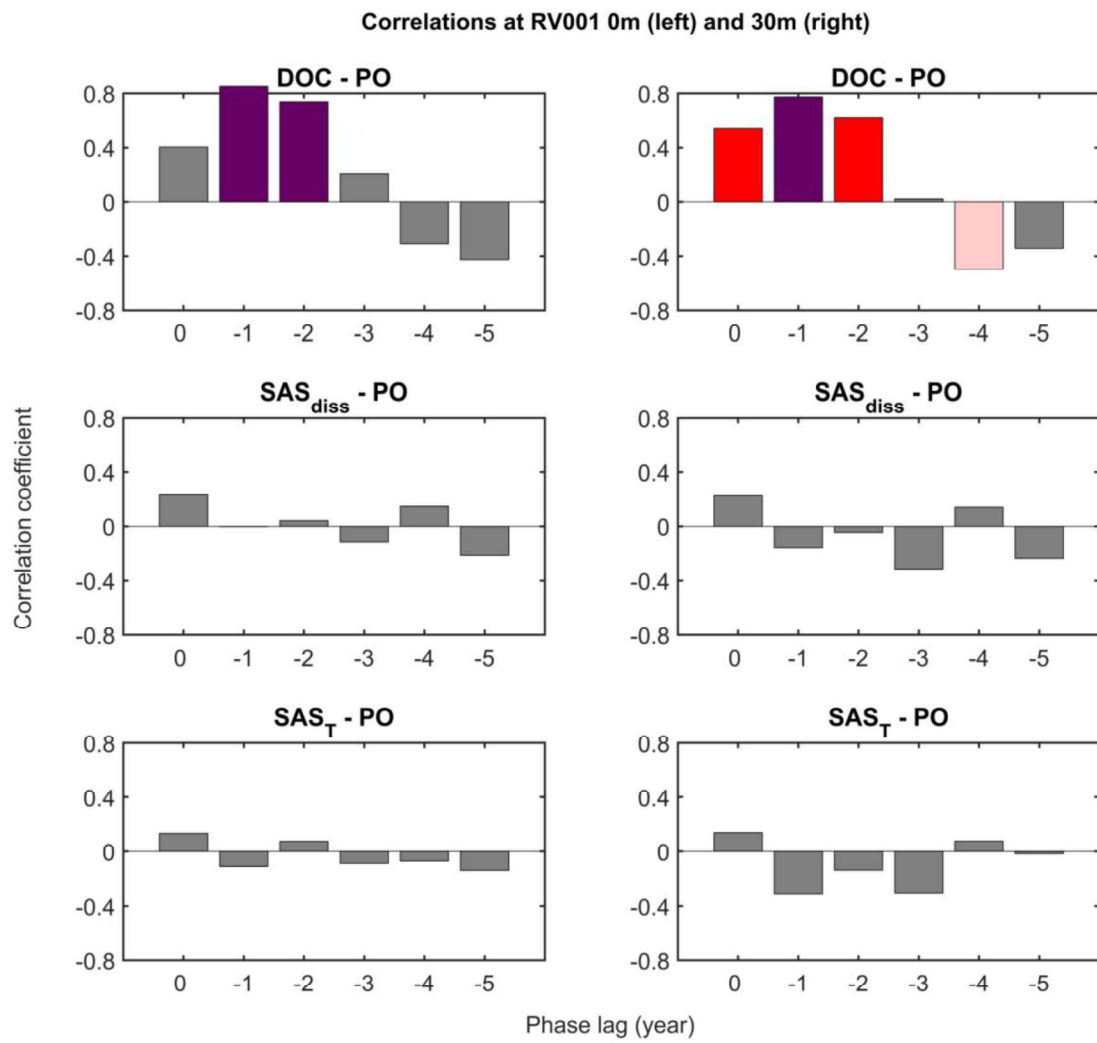 Correlations at RV001 0m (left) and 30m (right)
DOC - PO
0.8
0.4
0
-0.4
-0.8
0 -1 -2 -3 -4 -5
DOC - PO
0.8
0.4
0
-0.4
-0.8
0 -1 -2 -3 -4 -5
Correlation coefficient
SASdiss - PO
0.8
0.4
0
-0.4
-0.8
0 -1 -2 -3 -4 -5
SASdiss - PO
0.8
0.4
0
-0.4
-0.8
0 -1 -2 -3 -4 -5
SAST - PO
0.8
0.4
0
-0.4
-0.8
0 -1 -2 -3 -4 -5
SAST - PO
0.8
0.4
0
-0.4
-0.8
0 -1 -2 -3 -4 -5
Phase lag (year)